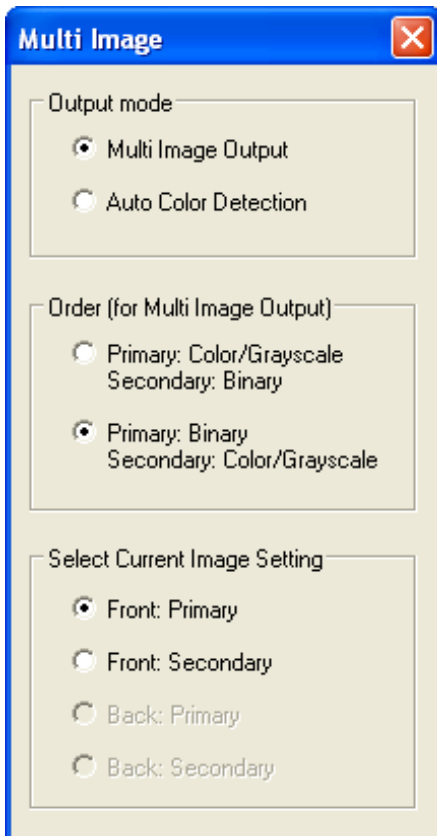 Multi Image
Output mode
Multi Image Output
Auto Color Detection
Order (for Multi Image Output)
Primary: Color/Grayscale
Secondary: Binary
Primary: Binary
Secondary: Color/Grayscale
Select Current Image Setting
Front: Primary
Front: Secondary
Back: Primary
Back: Secondary